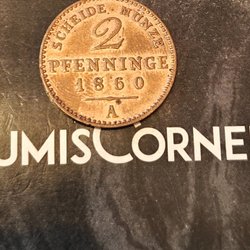 SCHEIDE MÜNZE
2
PFENNINGE
1860
A
UMISCORNE